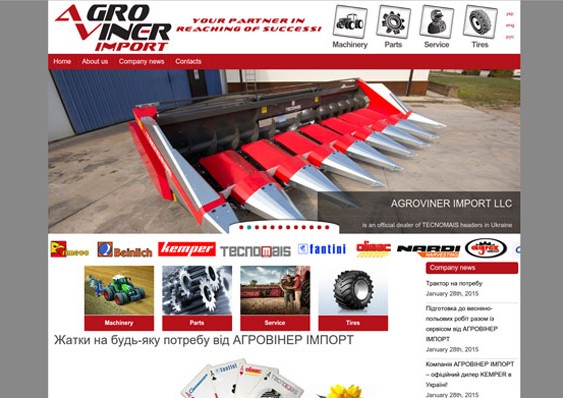 AGRO
VINER
IMPORT
YOUR PARTNER IN
REACHING OF SUCCESS!
Machinery Parts Service Tires
укр
eng
рус
Home About us Company news Contacts
AGROVINER IMPORT LLC
is an official dealer of TECNOMAIS headers in Ukraine
Beinlich kemper TECNOMAIS fantini olimac NARDI
HARVESTING
Machinery Parts Service Tires
Company news
Трактор на потребу
January 28th, 2015
Підготовка до весняно-
польових робіт разом із
сервісом від АГРОВІНЕР
ІМПОРТ
January 28th, 2015
Компанія АГРОВІНЕР ІМПОРТ
– офіційний дилер KEMPER в
Україні!
January 28th, 2015
Жатки на будь-яку потребу від АГРОВІНЕР ІМПОРТ
fantini
olimac
TECNOMAIS